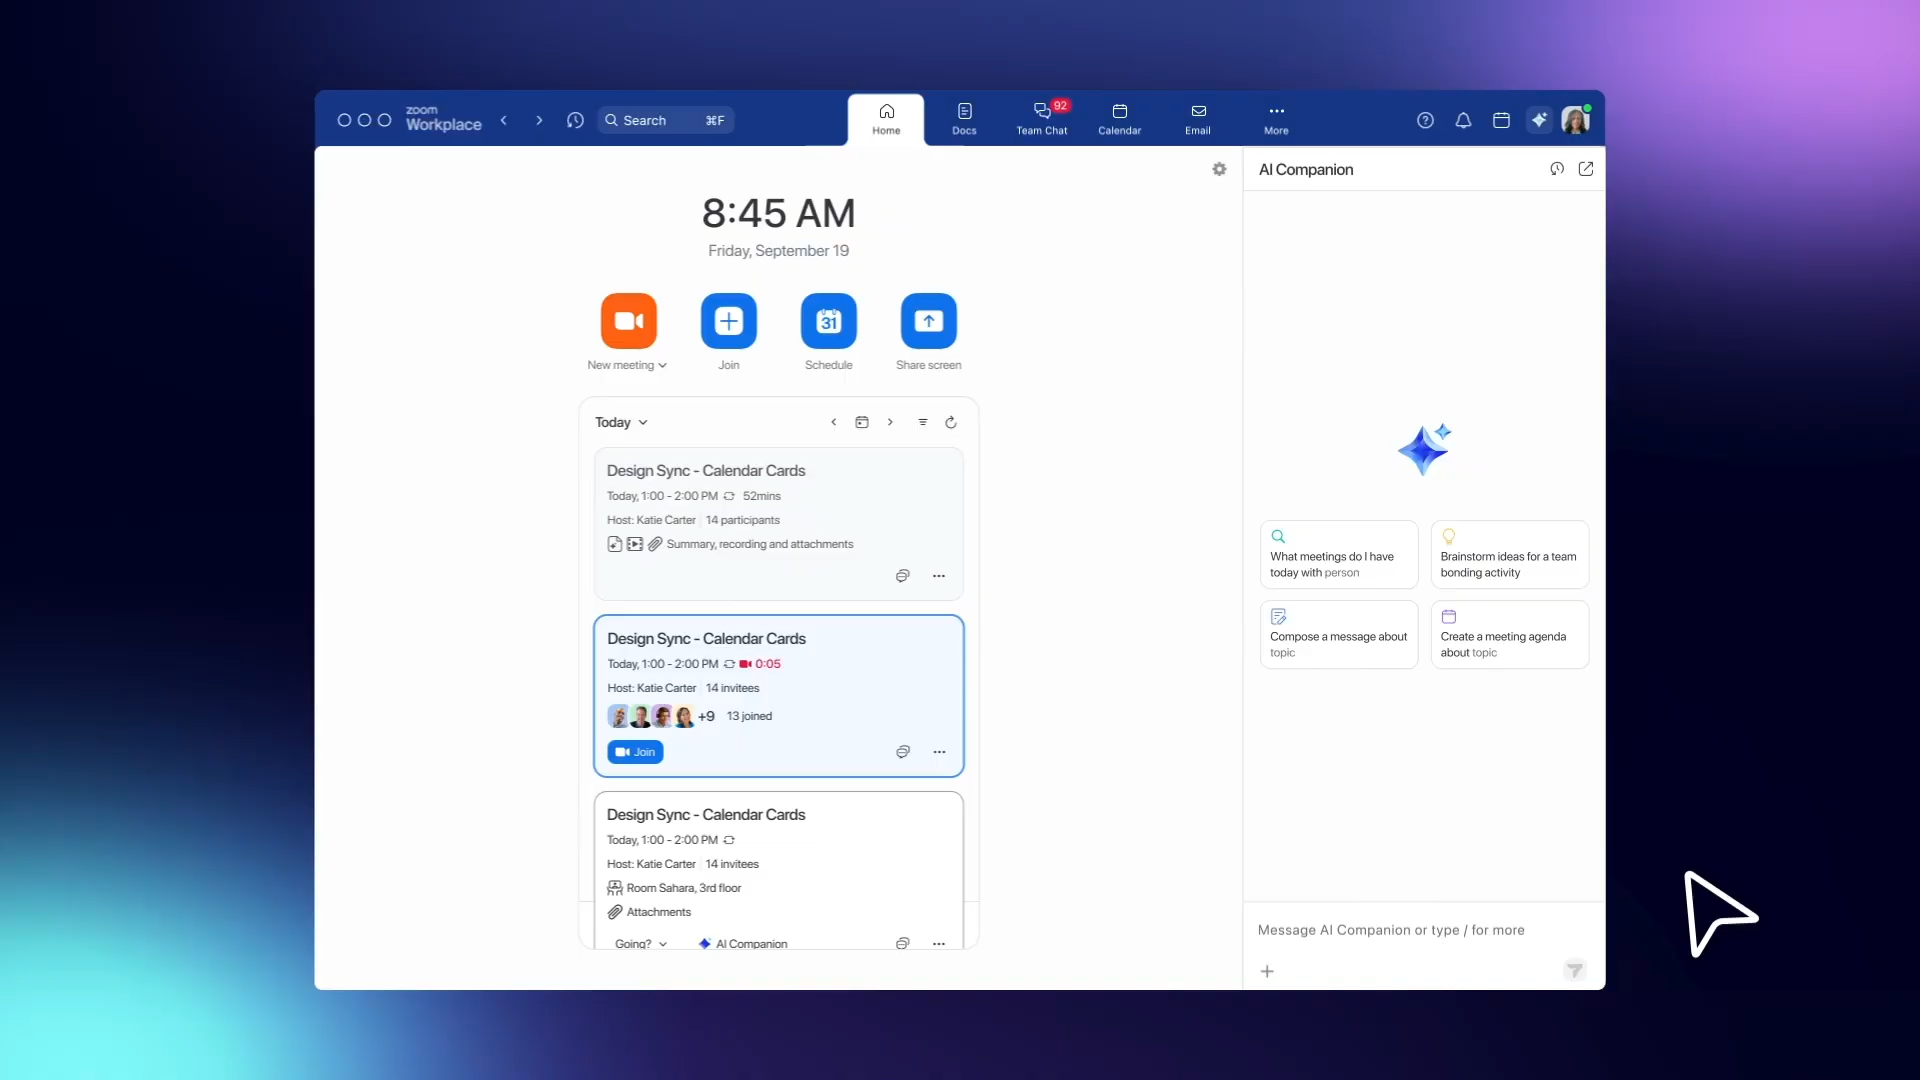 zoom
Workplace
Search ⌘F
Home
Docs
92
Team Chat
Calendar
Email
More
8:45 AM
Friday, September 19
New meeting
Join
31
Schedule
Share screen
Today
Design Sync - Calendar Cards
Today, 1:00 - 2:00 PM 52mins
Host: Katie Carter 14 participants
Summary, recording and attachments
Design Sync - Calendar Cards
Today, 1:00 - 2:00 PM 0:05
Host: Katie Carter 14 invitees
+9 13 joined
Join
Design Sync - Calendar Cards
Today, 1:00 - 2:00 PM
Host: Katie Carter 14 invitees
Room Sahara, 3rd floor
Attachments
Going? AI Companion
AI Companion
What meetings do I have
today with person
Brainstorm ideas for a team
bonding activity
Compose a message about
topic
Create a meeting agenda
about topic
Message AI Companion or type / for more